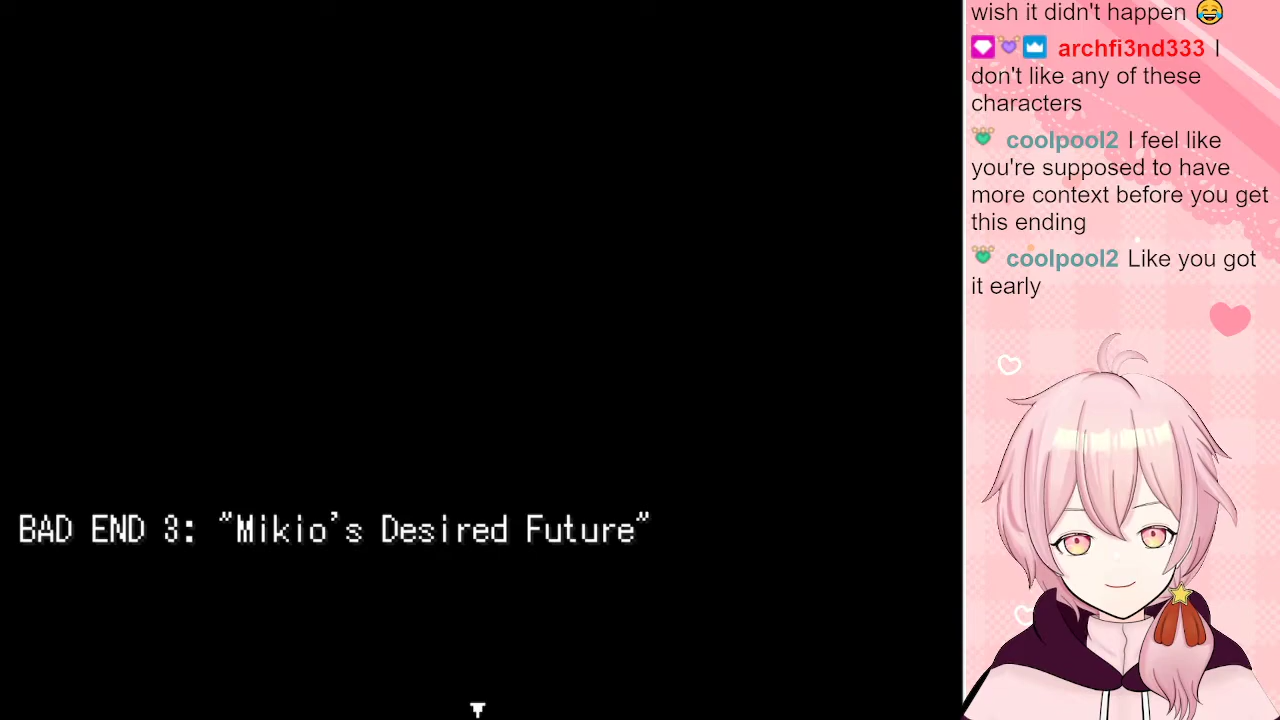 wish it didn't happen 😂
archfi3nd333 I
don't like any of these
characters
coolpool2 I feel like
you're supposed to have
more context before you get
this ending
coolpool2 Like you got
it early
BAD END 3: "Mikio's Desired Future"